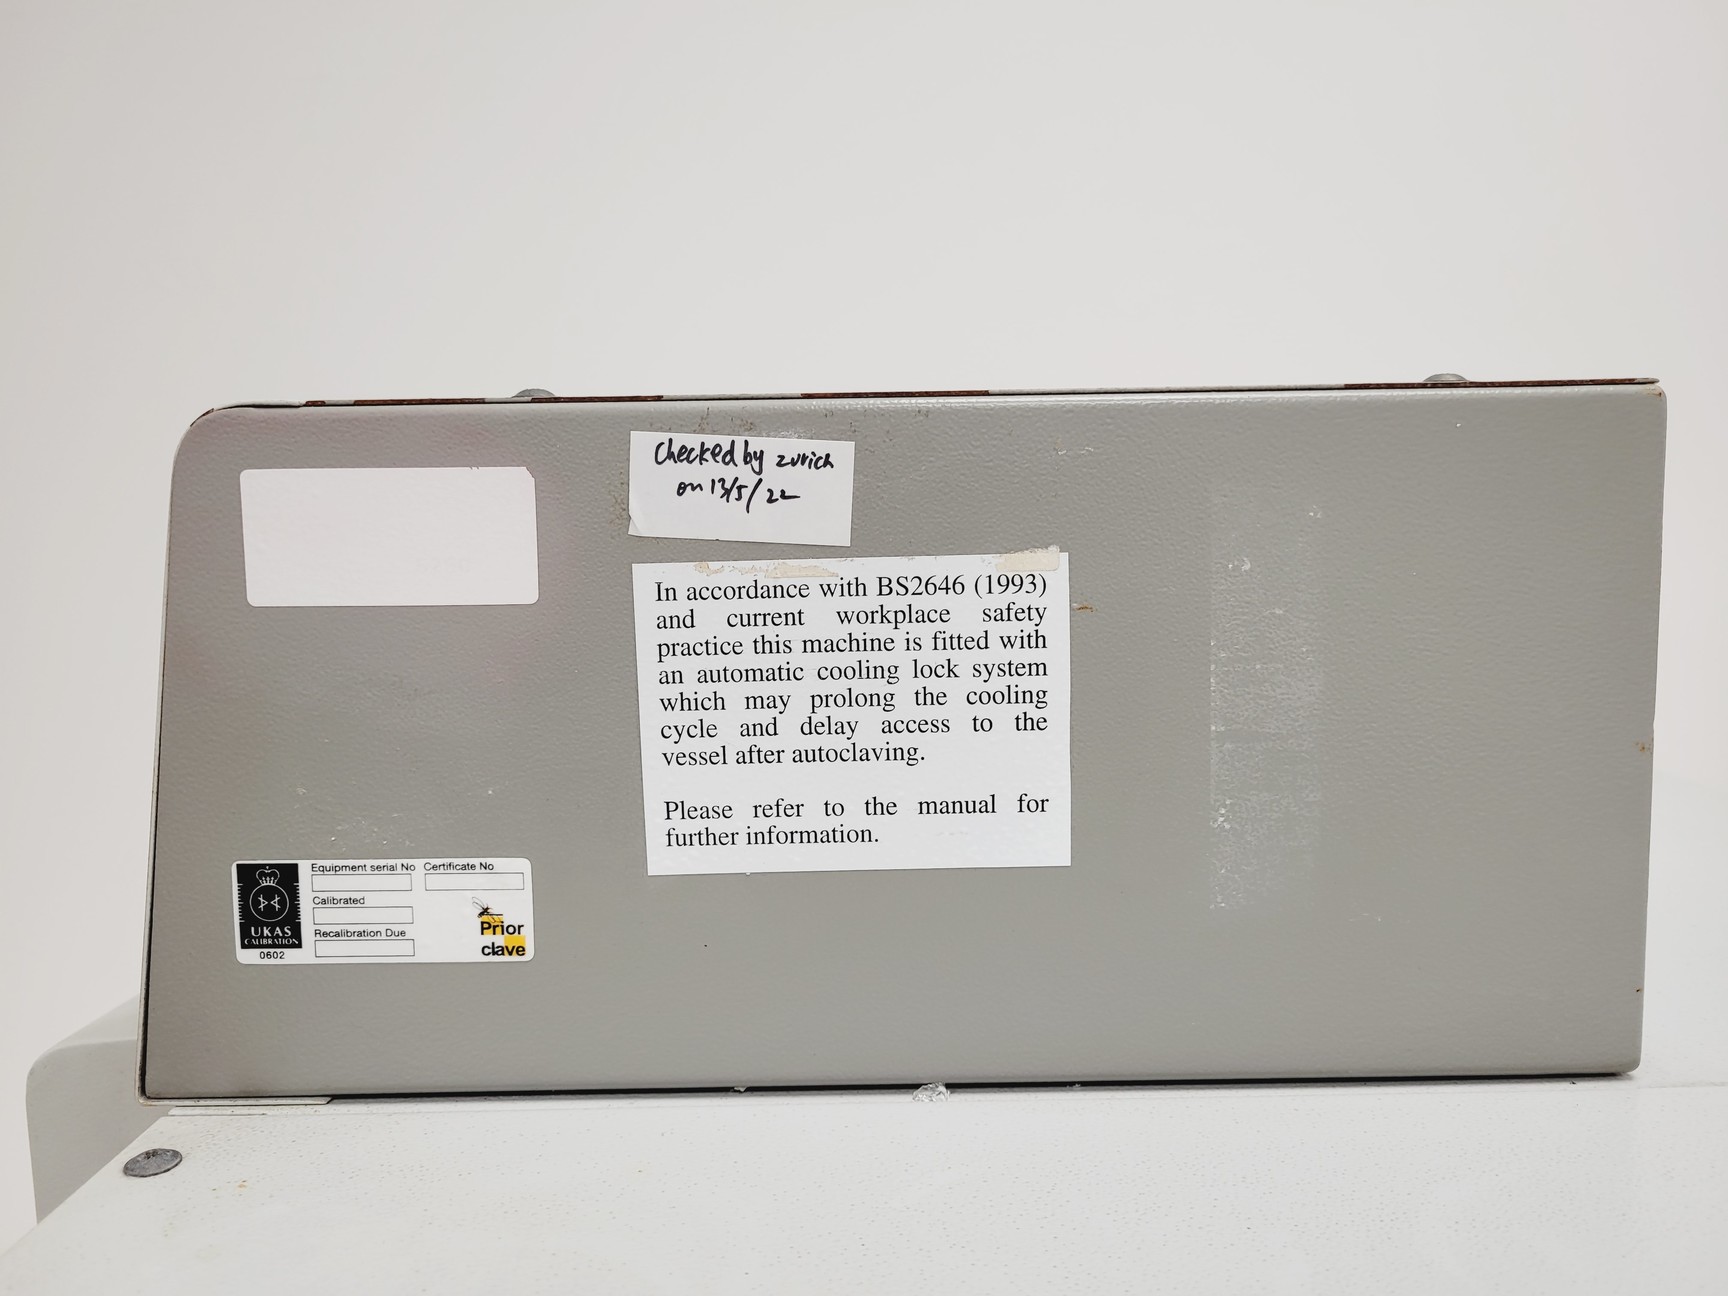 Checked by zurich
on 13/5/22
In accordance with BS2646 (1993)
and current workplace safety
practice this machine is fitted with
an automatic cooling lock system
which may prolong the cooling
cycle and delay access to the
vessel after autoclaving.
Please refer to the manual for
further information.
Equipment serial No Certificate No
Calibrated
Recalibration Due
UKAS
CALIBRATION
0602
Prior
clave